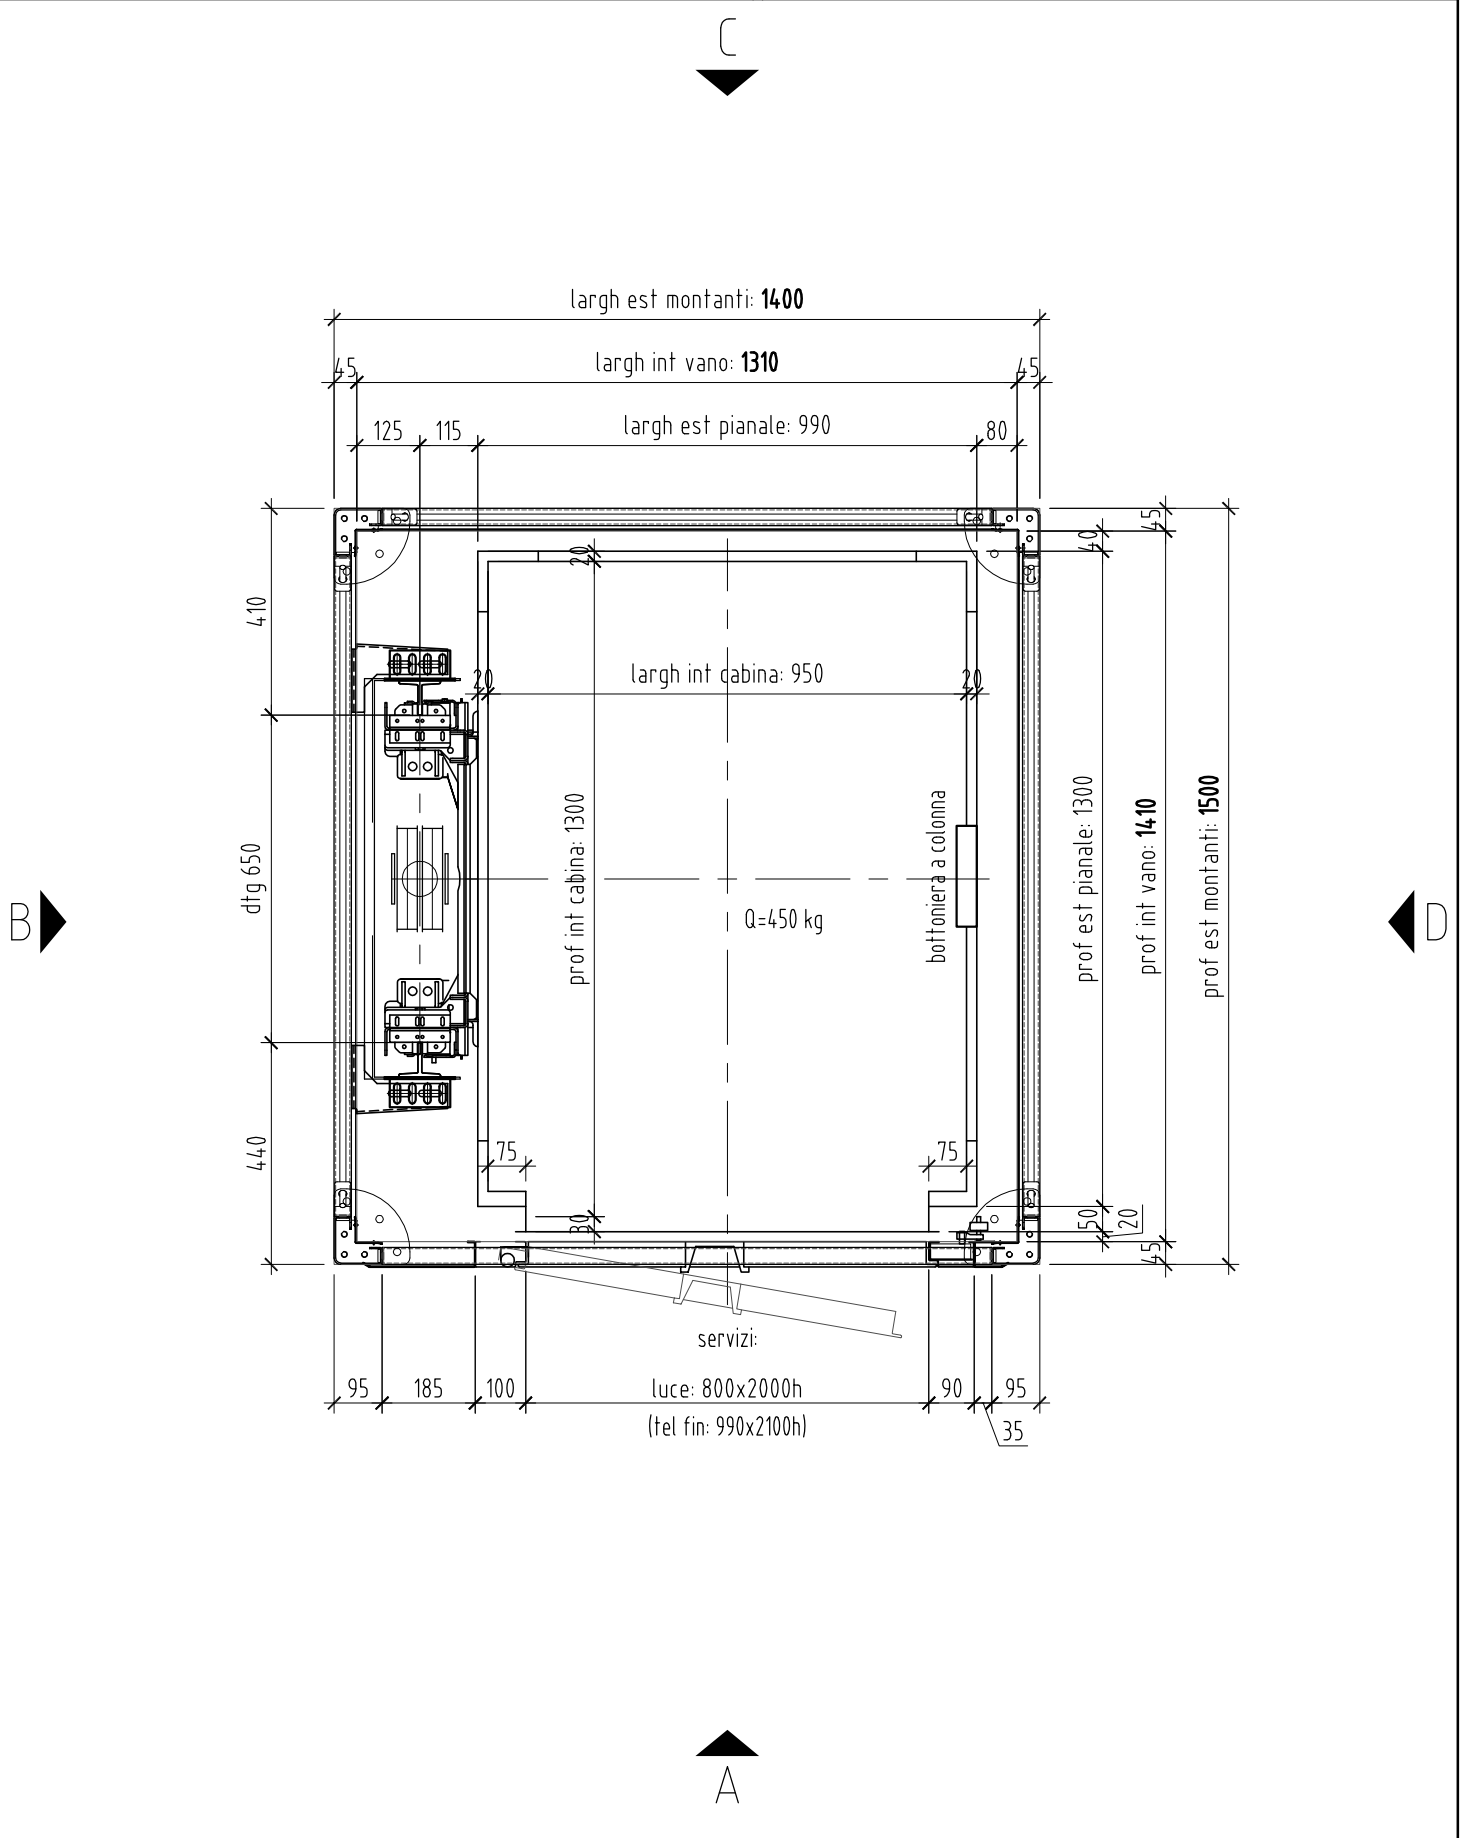 C
largh est montanti: 1400
45
largh int vano: 1310
45
125
115
largh est pianale: 990
80
45
40
20
410
20
largh int cabina: 950
20
dtg 650
prof int cabina: 1300
bottoniera a colonna
prof est pianale: 1300
prof int vano: 1410
prof est montanti: 1500
B
Q=450 kg
D
440
75
75
30
50
20
45
servizi:
95
185
100
luce: 800x2000h
90
95
(tel fin: 990x2100h)
35
A